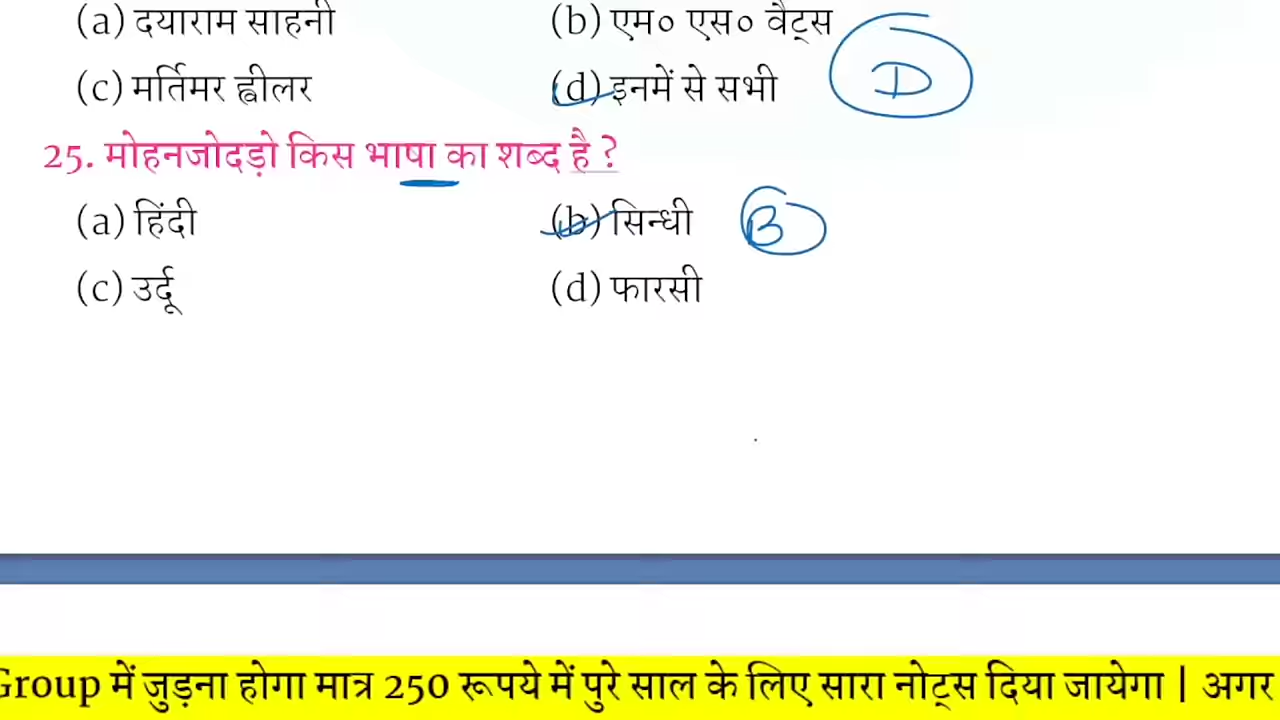 (a) दयाराम साहनी (b) एम० एस० वैट्स
(c) मर्तिमर ह्वीलर (d) इनमें से सभी D
25. मोहनजोदड़ो किस भाषा का शब्द है ?
(a) हिंदी (b) सिन्धी B
(c) उर्दू (d) फारसी
Group में जुड़ना होगा मात्र 250 रूपये में पुरे साल के लिए सारा नोट्स दिया जायेगा | अगर